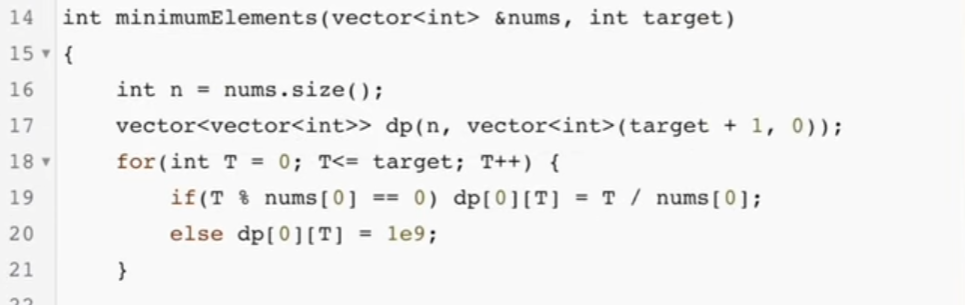 14 int minimumElements(vector<int> &nums, int target)
15 {
16 int n = nums.size();
17 vector<vector<int>> dp(n, vector<int>(target + 1, 0));
18 for(int T = 0; T<= target; T++) {
19 if(T % nums[0] == 0) dp[0][T] = T / nums[0];
20 else dp[0][T] = 1e9;
21 }
22